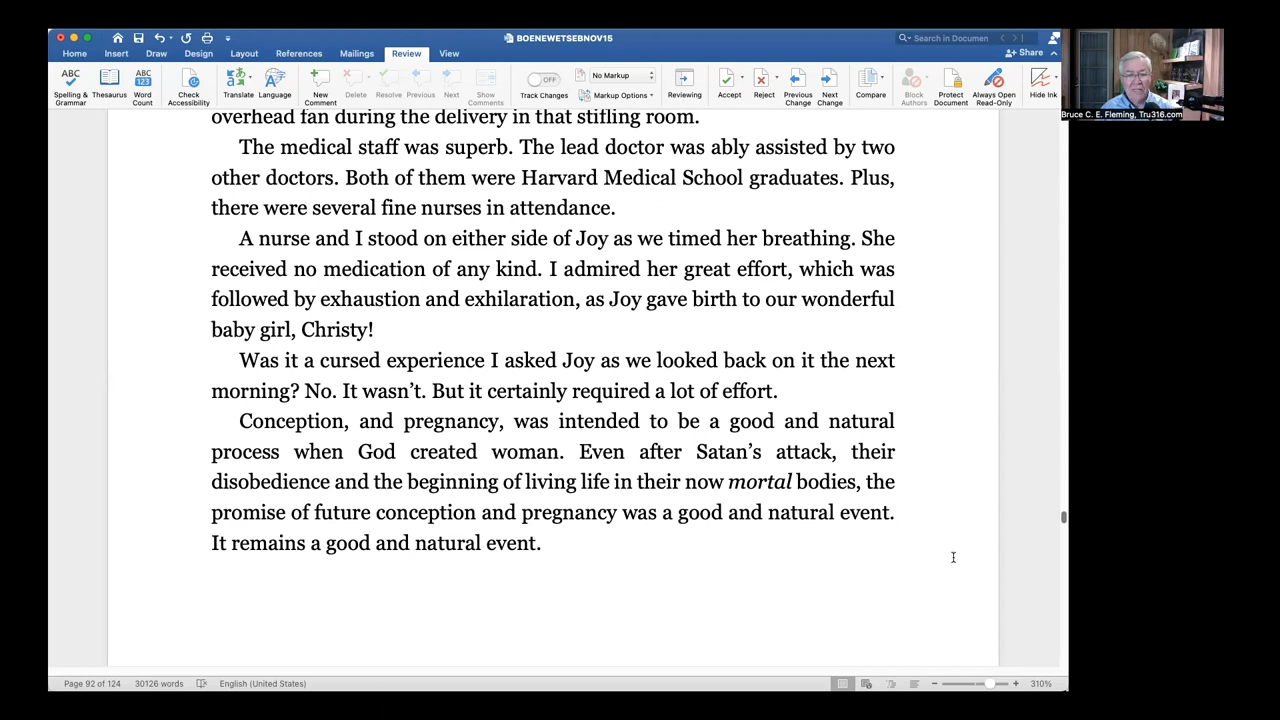 BOENEWETSEBNOV15
Search in Documen
Home Insert Draw Design Layout References Mailings Review View
Share
ABC
ABC
123
OFF
No Markup
Spelling & Grammar
Thesaurus
Word Count
Check Accessibility
Translate
Language
New Comment
Delete
Resolve
Previous
Next
Show Comments
Track Changes
Markup Options
Reviewing
Accept
Reject
Previous Change
Next Change
Compare
Block Authors
Protect Document
Always Open Read-Only
Hide Ink
Bruce C. E. Fleming, Tru316.com
overhead fan during the delivery in that stifling room.
The medical staff was superb. The lead doctor was ably assisted by two
other doctors. Both of them were Harvard Medical School graduates. Plus,
there were several fine nurses in attendance.
A nurse and I stood on either side of Joy as we timed her breathing. She
received no medication of any kind. I admired her great effort, which was
followed by exhaustion and exhilaration, as Joy gave birth to our wonderful
baby girl, Christy!
Was it a cursed experience I asked Joy as we looked back on it the next
morning? No. It wasn’t. But it certainly required a lot of effort.
Conception, and pregnancy, was intended to be a good and natural
process when God created woman. Even after Satan’s attack, their
disobedience and the beginning of living life in their now mortal bodies, the
promise of future conception and pregnancy was a good and natural event.
It remains a good and natural event.
Page 92 of 124 30126 words English (United States) 310%